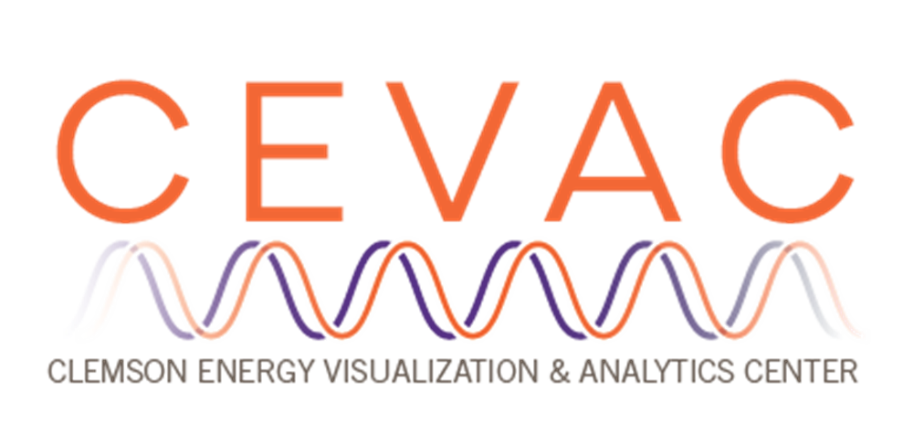 CEVAC
CLEMSON ENERGY VISUALIZATION & ANALYTICS CENTER